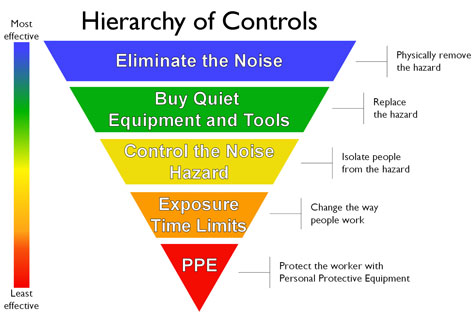 Hierarchy of Controls
Most
effective
Eliminate the Noise
Physically remove
the hazard
Buy Quiet
Equipment and Tools
Replace
the hazard
Control the Noise
Hazard
Isolate people
from the hazard
Exposure
Time Limits
Change the way
people work
PPE
Protect the worker with
Personal Protective Equipment
Least
effective